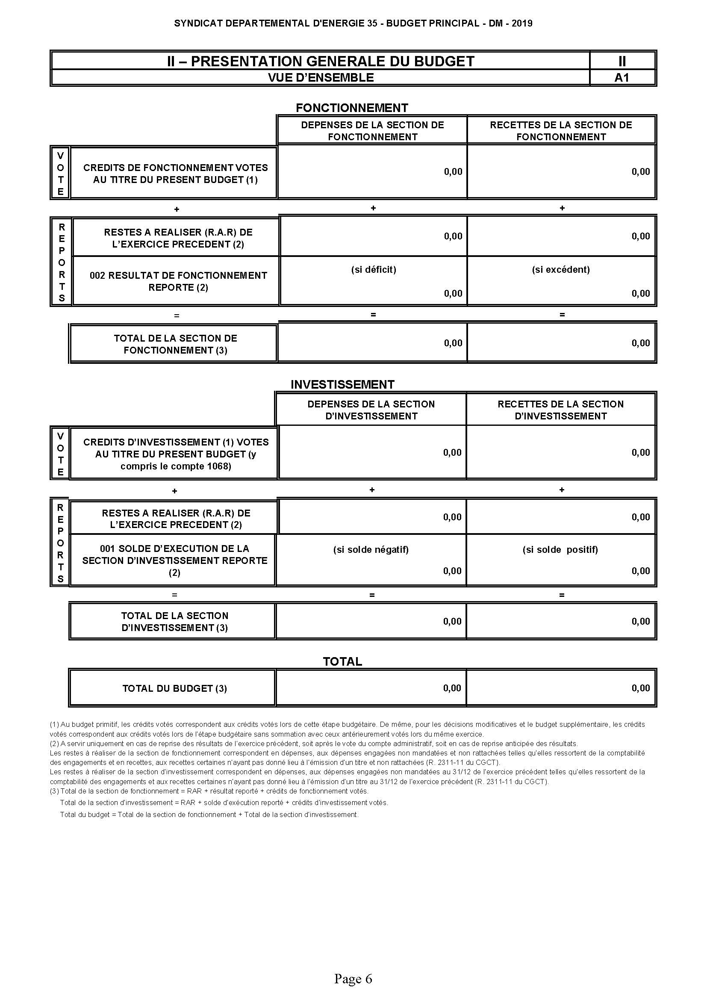 SYNDICAT DEPARTEMENTAL D'ENERGIE 35 - BUDGET PRINCIPAL - DM - 2019
II – PRESENTATION GENERALE DU BUDGET II
VUE D’ENSEMBLE A1
FONCTIONNEMENT
DEPENSES DE LA SECTION DE
FONCTIONNEMENT
RECETTES DE LA SECTION DE
FONCTIONNEMENT
V
O
T
E
CREDITS DE FONCTIONNEMENT VOTES
AU TITRE DU PRESENT BUDGET (1)
0,00 0,00
+ + +
R
E
P
O
R
T
S
RESTES A REALISER (R.A.R) DE
L’EXERCICE PRECEDENT (2)
0,00 0,00
002 RESULTAT DE FONCTIONNEMENT
REPORTE (2)
(si déficit) (si excédent)
0,00 0,00
= = =
TOTAL DE LA SECTION DE
FONCTIONNEMENT (3)
0,00 0,00
INVESTISSEMENT
DEPENSES DE LA SECTION
D’INVESTISSEMENT
RECETTES DE LA SECTION
D’INVESTISSEMENT
V
O
T
E
CREDITS D’INVESTISSEMENT (1) VOTES
AU TITRE DU PRESENT BUDGET (y
compris le compte 1068)
0,00 0,00
+ + +
R
E
P
O
R
T
S
RESTES A REALISER (R.A.R) DE
L’EXERCICE PRECEDENT (2)
0,00 0,00
001 SOLDE D’EXECUTION DE LA
SECTION D’INVESTISSEMENT REPORTE
(2)
(si solde négatif) (si solde  positif)
0,00 0,00
= = =
TOTAL DE LA SECTION
D’INVESTISSEMENT (3)
0,00 0,00
TOTAL
TOTAL DU BUDGET (3) 0,00 0,00
(1) Au budget primitif, les crédits votés correspondent aux crédits votés lors de cette étape budgétaire. De même, pour les décisions modificatives et le budget supplémentaire, les crédits
votés correspondent aux crédits votés lors de l’étape budgétaire sans sommation avec ceux antérieurement votés lors du même exercice.
(2) A servir uniquement en cas de reprise des résultats de l’exercice précédent, soit après le vote du compte administratif, soit en cas de reprise anticipée des résultats.
Les restes à réaliser de la section de fonctionnement correspondent en dépenses, aux dépenses engagées non mandatées et non rattachées telles qu’elles ressortent de la comptabilité
des engagements et en recettes, aux recettes certaines n’ayant pas donné lieu à l’émission d’un titre et non rattachées (R. 2311-11 du CGCT).
Les restes à réaliser de la section d’investissement correspondent en dépenses, aux dépenses engagées non mandatées au 31/12 de l’exercice précédent telles qu’elles ressortent de la
comptabilité des engagements et aux recettes certaines n’ayant pas donné lieu à l’émission d’un titre au 31/12 de l’exercice précédent (R. 2311-11 du CGCT).
(3) Total de la section de fonctionnement = RAR + résultat reporté + crédits de fonctionnement votés.
Total de la section d’investissement = RAR + solde d’exécution reporté + crédits d’investissement votés.
Total du budget = Total de la section de fonctionnement + Total de la section d’investissement.
Page 6